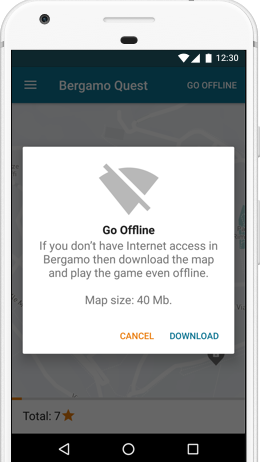 12:30
Bergamo Quest GO OFFLINE
Go Offline
If you don't have Internet access in
Bergamo then download the map
and play the game even offline.
Map size: 40 Mb.
CANCEL DOWNLOAD
Total: 7